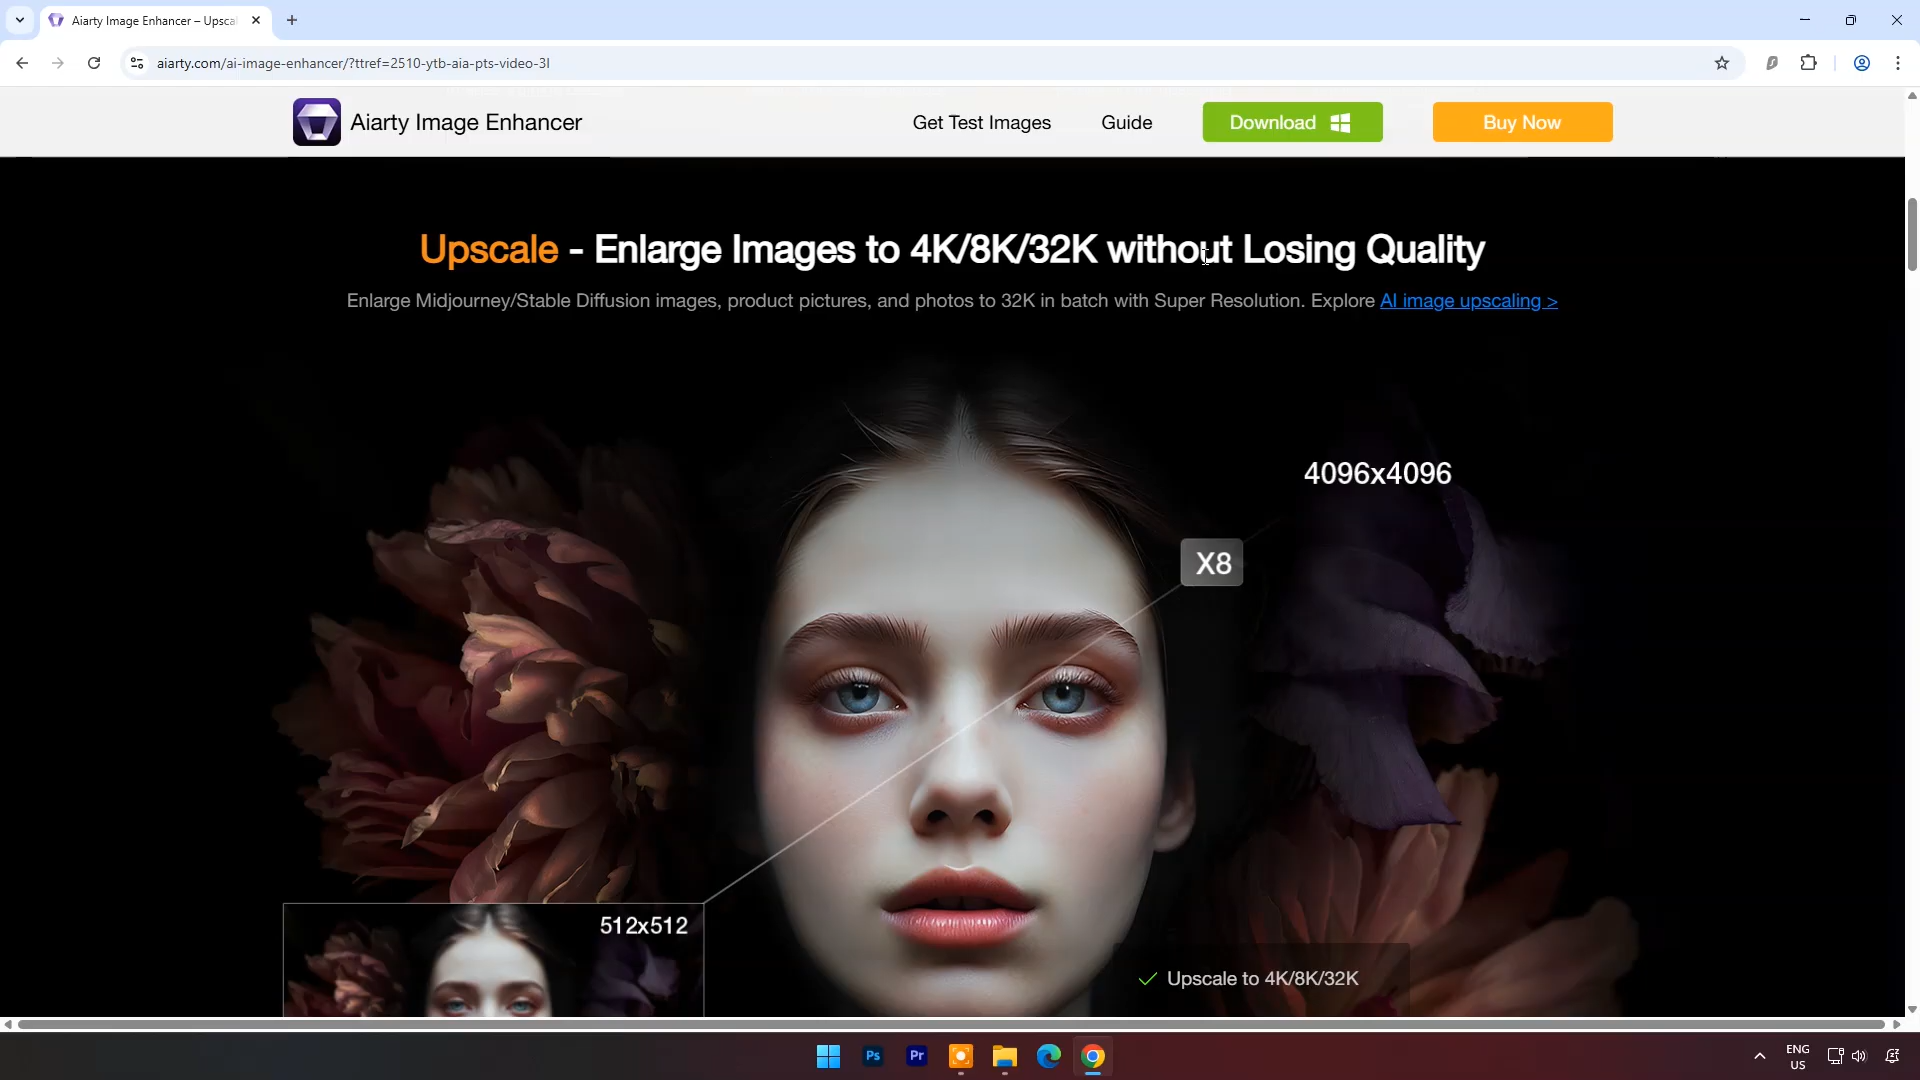 Aiarty Image Enhancer – Upscal
aiarty.com/ai-image-enhancer/?ttref=2510-ytb-aia-pts-video-3l
Aiarty Image Enhancer
Get Test Images
Guide
Download
Buy Now
Upscale - Enlarge Images to 4K/8K/32K without Losing Quality
Enlarge Midjourney/Stable Diffusion images, product pictures, and photos to 32K in batch with Super Resolution. Explore AI image upscaling >
4096x4096
X8
512x512
Upscale to 4K/8K/32K
Ps
Pr
ENG
US